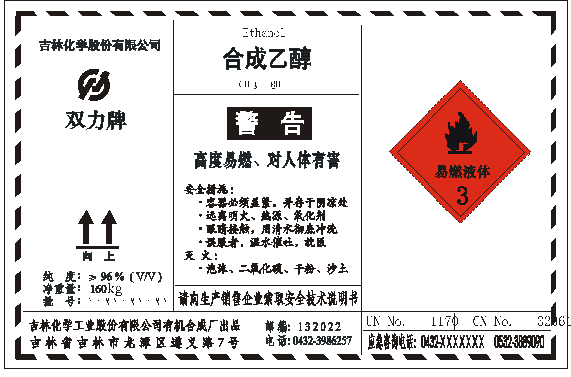 吉林化学股份有限公司
双力牌
向 上
纯 度: ≥96% (V/V)
净重量: 160kg
批 号:
Ethanol
合成乙醇
警 告
高度易燃、对人体有害
安全措施:
·容器必须盖紧,并存于阴凉处
·远离明火、热源、氧化剂
·眼睛接触,用清水彻底冲洗
·误服者,温水催吐,就医
灭 火:
·泡沫、二氧化碳、干粉、沙土
请向生产销售企业索取安全技术说明书
易燃液体
3
吉林化学工业股份有限公司有机合成厂出品
吉林省吉林市龙潭区遵义路7号
邮编: 132022
电话: 0432-3986257
UN No. 1170 CN No.
应急咨询电话: 0432-XXXXXXX 0532-3889090